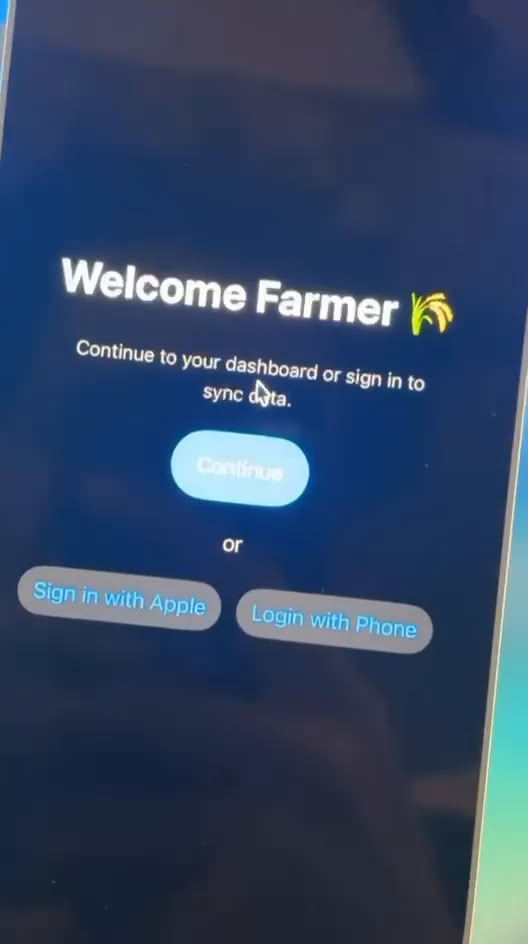 Welcome Farmer 🌾
Continue to your dashboard or sign in to
sync data.
Continue
or
Sign in with Apple
Login with Phone